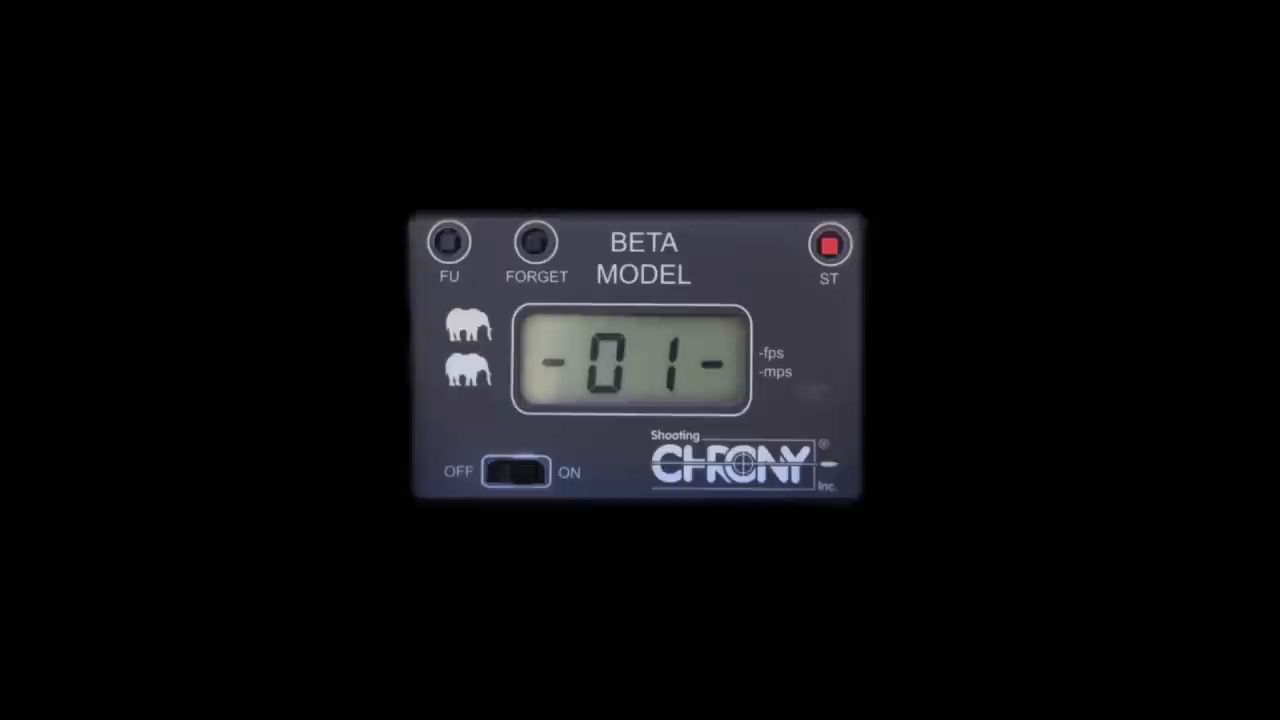 BETA
MODEL
FU
FORGET
ST
-01-
-fps
-mps
OFF
ON
Shooting
CHRONY
®
Inc.